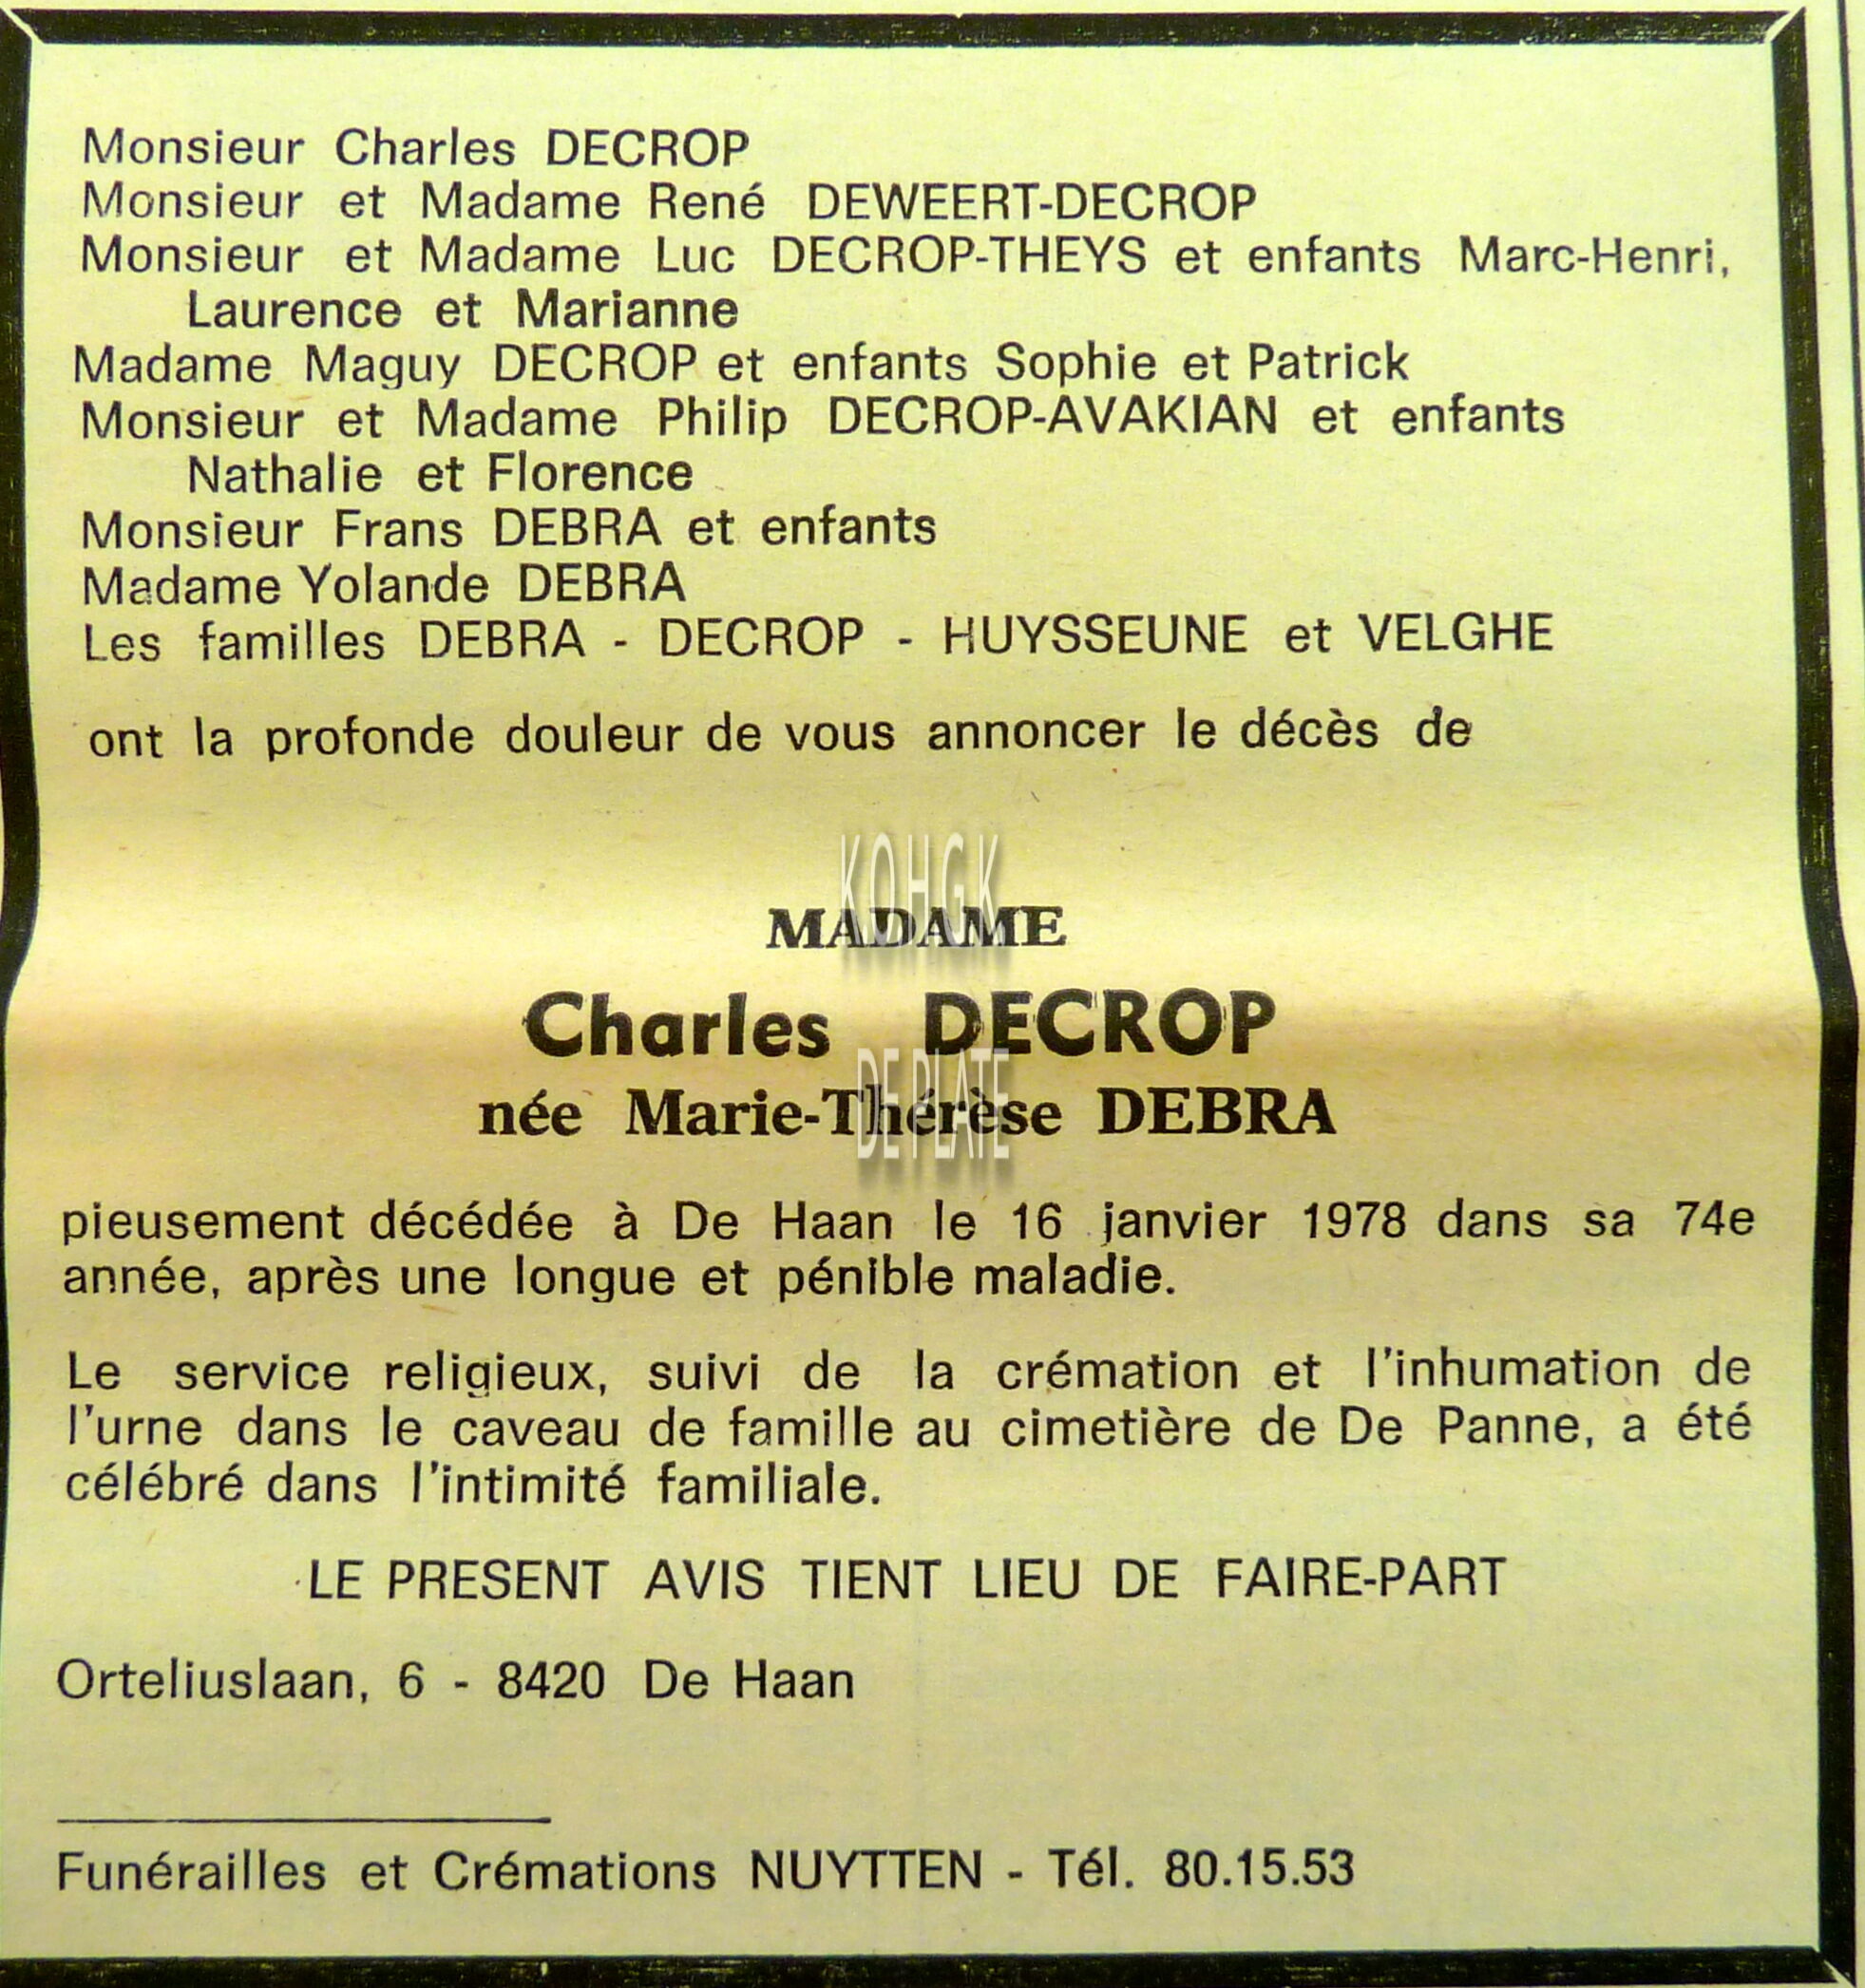 Monsieur Charles DECROP
Monsieur et Madame René DEWEERT-DECROP
Monsieur et Madame Luc DECROP-THEYS et enfants Marc-Henri,
Laurence et Marianne
Madame Maguy DECROP et enfants Sophie et Patrick
Monsieur et Madame Philip DECROP-AVAKIAN et enfants
Nathalie et Florence
Monsieur Frans DEBRA et enfants
Madame Yolande DEBRA
Les familles DEBRA - DECROP - HUYSSEUNE et VELGHE
ont la profonde douleur de vous annoncer le décès de
KOHGK
MADAME
Charles DECROP
DE PLATE
née Marie-Thérèse DEBRA
pieusement décédée à De Haan le 16 janvier 1978 dans sa 74e
année, après une longue et pénible maladie.
Le service religieux, suivi de la crémation et l'inhumation de
l'urne dans le caveau de famille au cimetière de De Panne, a été
célébré dans l'intimité familiale.
LE PRESENT AVIS TIENT LIEU DE FAIRE-PART
Orteliuslaan, 6 - 8420 De Haan
Funérailles et Crémations NUYTTEN - Tél. 80.15.53